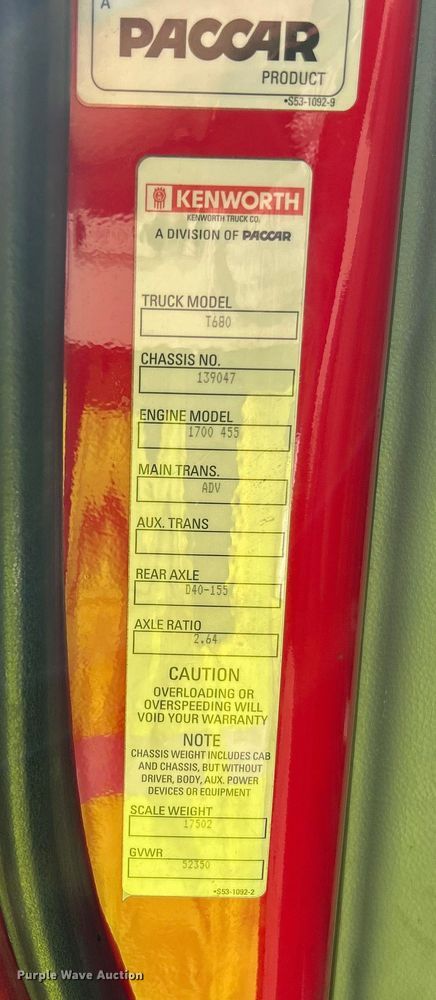 A
PACCAR
PRODUCT
•S53-1092-9
KENWORTH
KENWORTH TRUCK CO.
A DIVISION OF PACCAR
TRUCK MODEL
T680
CHASSIS NO.
139047
ENGINE MODEL
1700 455
MAIN TRANS.
ADV
AUX. TRANS
REAR AXLE
D40-155
AXLE RATIO
2.64
CAUTION
OVERLOADING OR
OVERSPEEDING WILL
VOID YOUR WARRANTY
NOTE
CHASSIS WEIGHT INCLUDES CAB
AND CHASSIS, BUT WITHOUT
DRIVER, BODY, AUX. POWER
DEVICES OR EQUIPMENT
SCALE WEIGHT
17502
GVWR
52350
•S53-1092-2
Purple Wave Auction